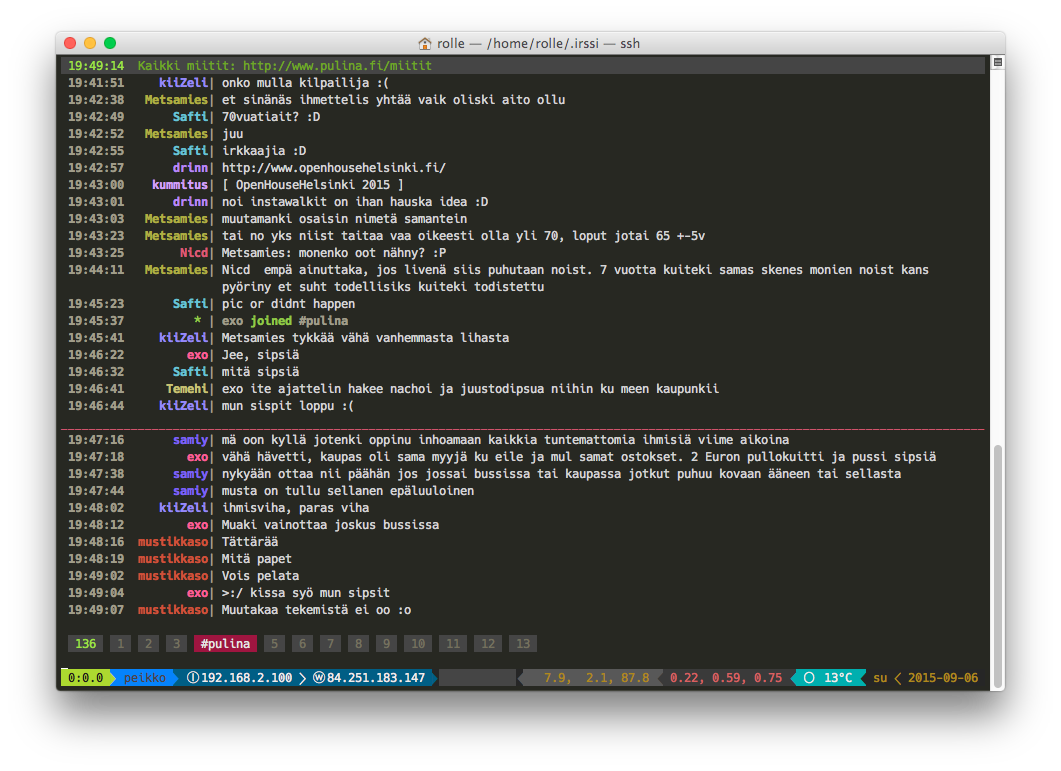 rolle — /home/rolle/.irssi — ssh
19:49:14 Kaikki miitit: http://www.pulina.fi/miitit
19:41:51 kiiZeli| onko mulla kilpailija :(
19:42:38 Metsamies| et sinänäs ihmettelis yhtää vaik oliski aito ollu
19:42:49 Safti| 70vuatiait? :D
19:42:52 Metsamies| juu
19:42:55 Safti| irkkaajia :D
19:42:57 drinn| http://www.openhousehelsinki.fi/
19:43:00 kummitus| [ OpenHouseHelsinki 2015 ]
19:43:01 drinn| noi instawalkit on ihan hauska idea :D
19:43:03 Metsamies| muutamanki osaisin nimetä samantein
19:43:23 Metsamies| tai no yks niist taitaa vaa oikeesti olla yli 70, loput jotai 65 +-5v
19:43:25 Nicd| Metsamies: monenko oot nähny? :P
19:44:11 Metsamies| Nicd  empä ainuttaka, jos livenä siis puhutaan noist. 7 vuotta kuiteki samas skenes monien noist kans
pyöriny et suht todellisiks kuiteki todistettu
19:45:23 Safti| pic or didnt happen
19:45:37 * | exo joined #pulina
19:45:41 kiiZeli| Metsamies tykkää vähä vanhemmasta lihasta
19:46:22 exo| Jee, sipsiä
19:46:32 Safti| mitä sipsiä
19:46:41 Temehi| exo ite ajattelin hakee nachoi ja juustodipsua niihin ku meen kaupunkii
19:46:44 kiiZeli| mun sispit loppu :(
19:47:16 samiy| mä oon kyllä jotenki oppinu inhoamaan kaikkia tuntemattomia ihmisiä viime aikoina
19:47:18 exo| vähä hävetti, kaupas oli sama myyjä ku eile ja mul samat ostokset. 2 Euron pullokuitti ja pussi sipsiä
19:47:38 samiy| nykyään ottaa nii päähän jos jossai bussissa tai kaupassa jotkut puhuu kovaan ääneen tai sellasta
19:47:44 samiy| musta on tullu sellanen epäluuloinen
19:48:02 kiiZeli| ihmisviha, paras viha
19:48:12 exo| Muaki vainottaa joskus bussissa
19:48:16 mustikkaso| Tättärää
19:48:19 mustikkaso| Mitä papet
19:49:02 mustikkaso| Vois pelata
19:49:04 exo| >:/ kissa syö mun sipsit
19:49:07 mustikkaso| Muutakaa tekemistä ei oo :o
136 1 2 3 #pulina 5 6 7 8 9 10 11 12 13
0:0.0 peikko Ⓛ192.168.2.100 ⓦ84.251.183.147 7.9, 2.1, 87.8 0.22, 0.59, 0.75 13°C su 2015-09-06